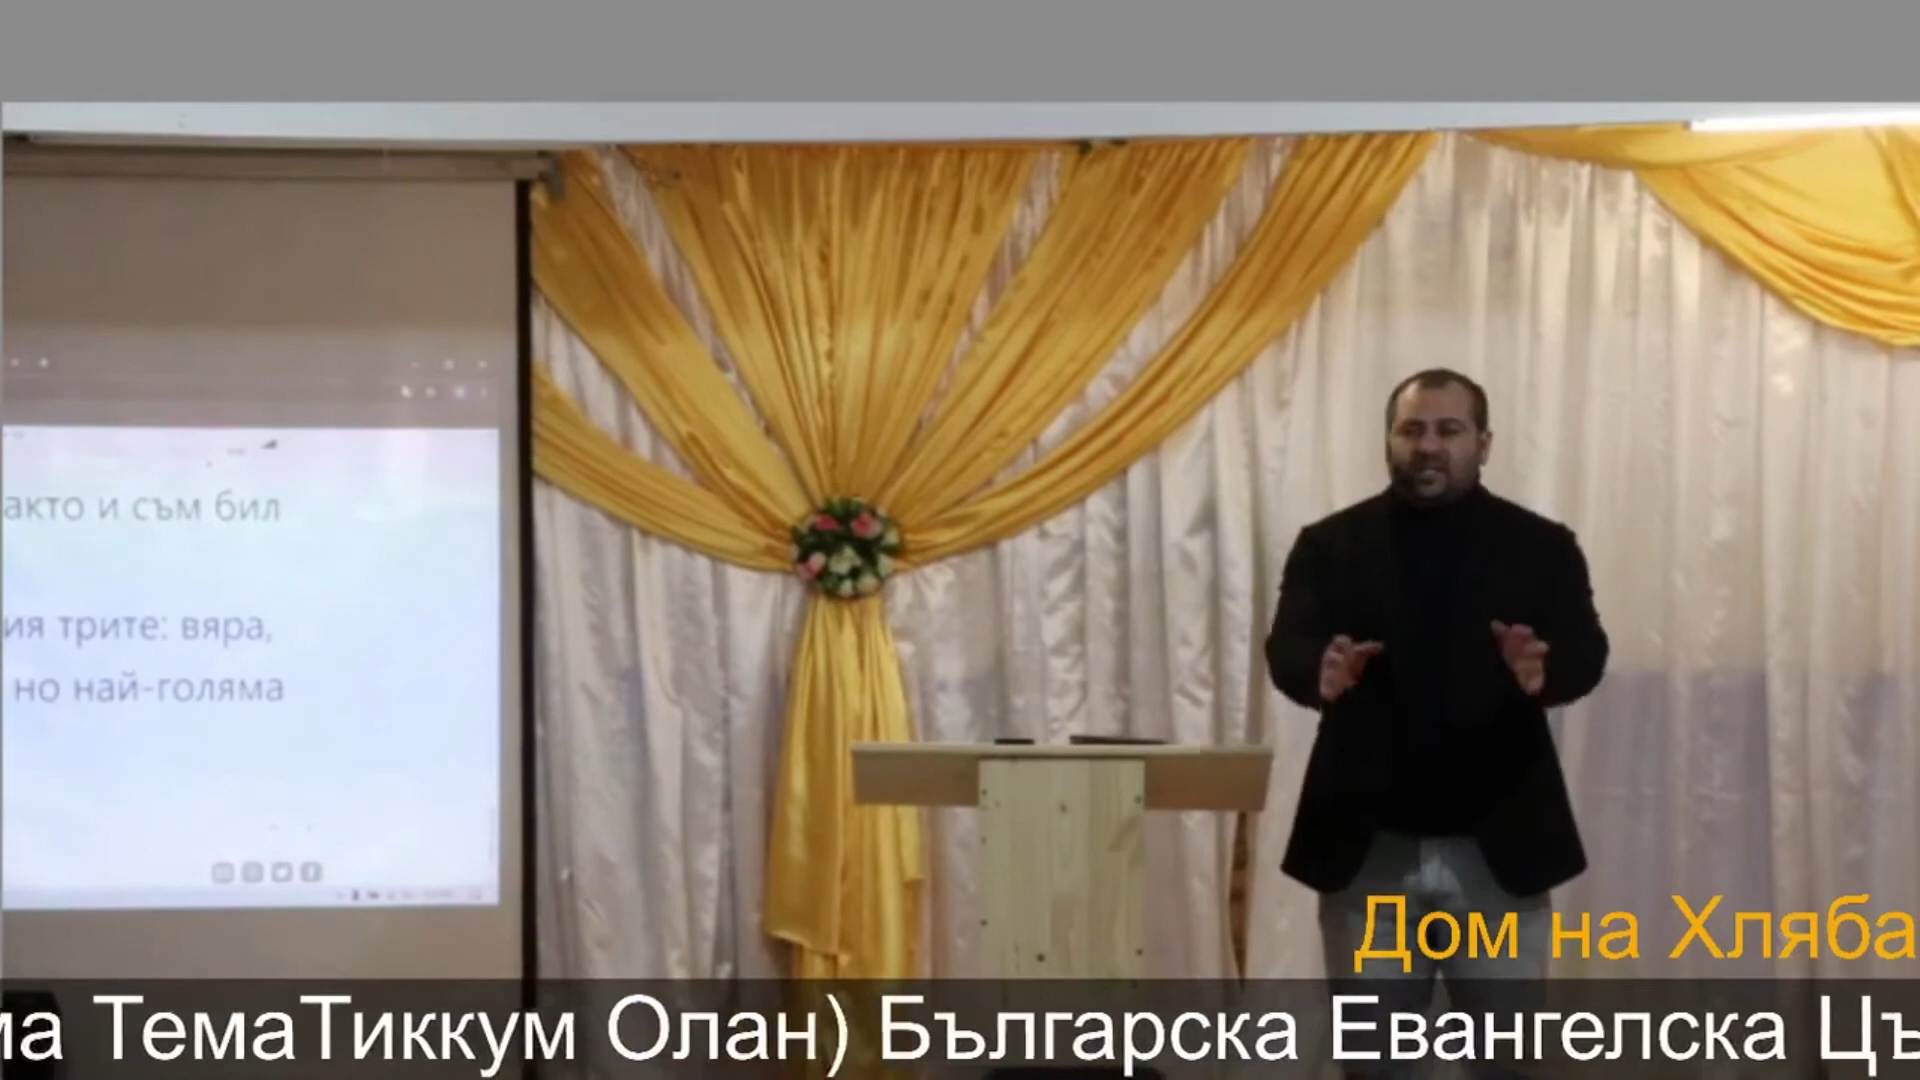 акто и съм бил
ия трите: вяра,
но най-голяма
Дом на Хляба
ма ТемаТиккум Олан) Българска Евангелска Цъ